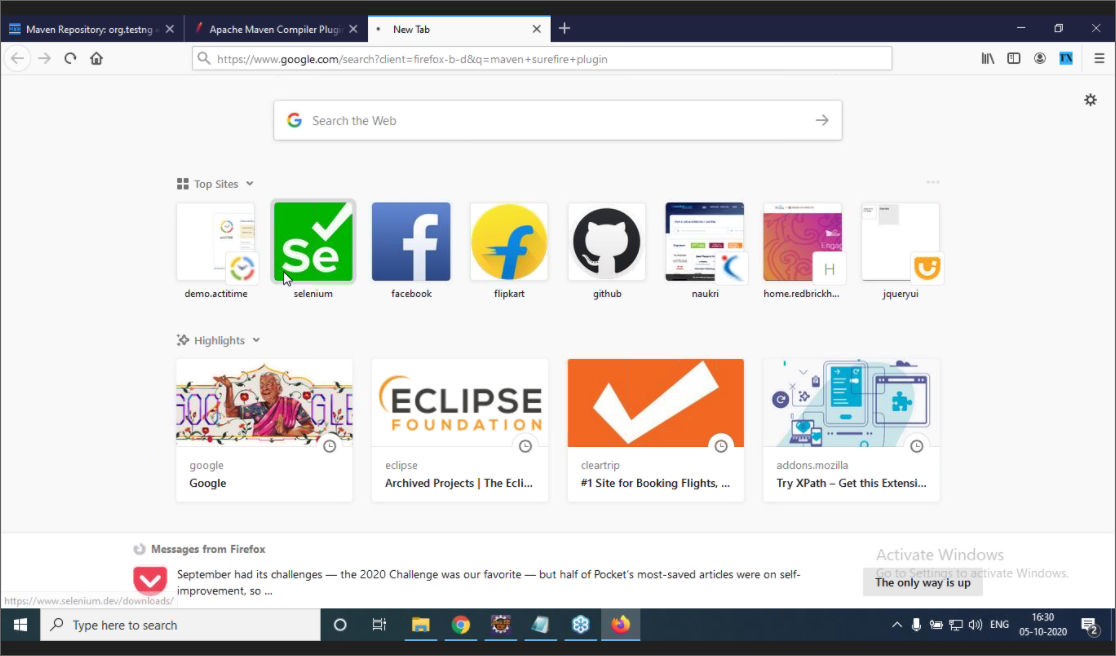 Maven Repository: org.testng
Apache Maven Compiler Plugi
New Tab
https://www.google.com/search?client=firefox-b-d&q=maven+surefire+plugin
Search the Web
Top Sites
Se
Engag
H
demo.actitime
selenium
facebook
flipkart
github
naukri
home.redbrickh...
jqueryui
Highlights
ECLIPSE
FOUNDATION
google
Google
eclipse
Archived Projects | The Ecli...
cleartrip
#1 Site for Booking Flights, ...
addons.mozilla
Try XPath – Get this Extensi...
Messages from Firefox
September had its challenges — the 2020 Challenge was our favorite — but half of Pocket's most-saved articles were on self-
improvement, so ...
The only way is up
Activate Windows
Go to Settings to activate Windows.
https://www.selenium.dev/downloads/
Type here to search
ENG
16:30
05-10-2020
2